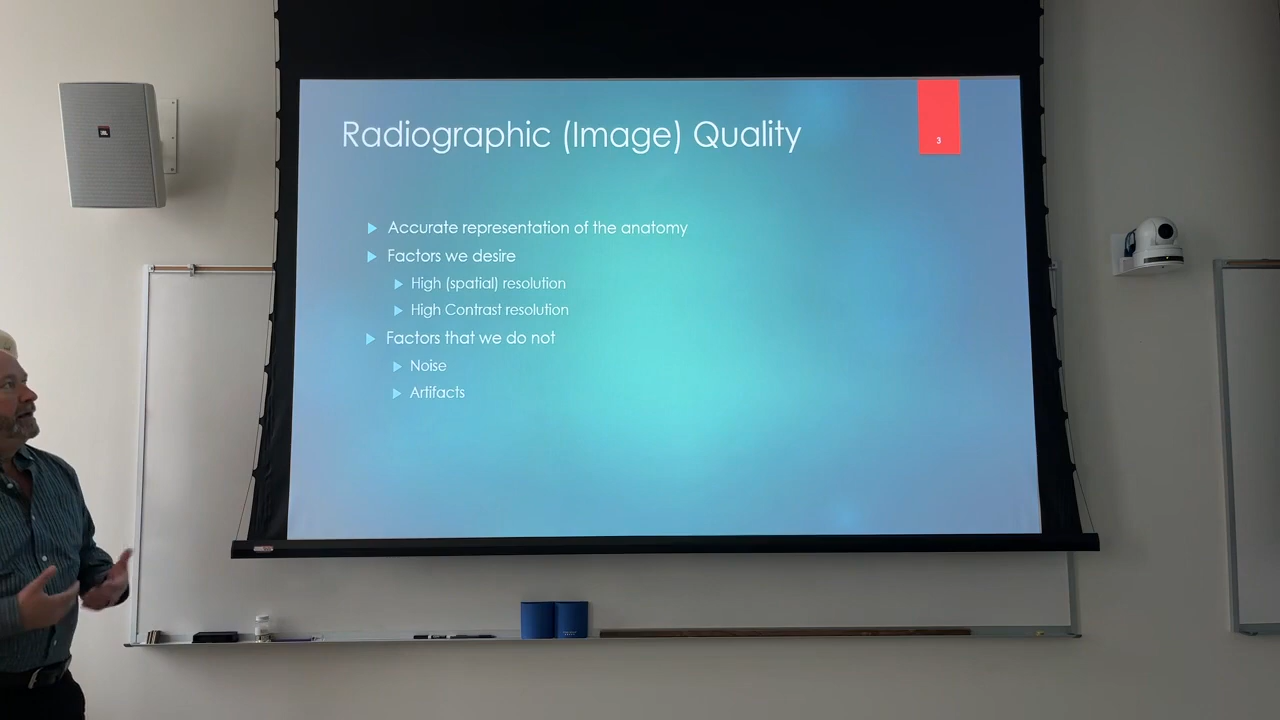 Radiographic (Image) Quality
3
Accurate representation of the anatomy
Factors we desire
High (spatial) resolution
High Contrast resolution
Factors that we do not
Noise
Artifacts
JBL